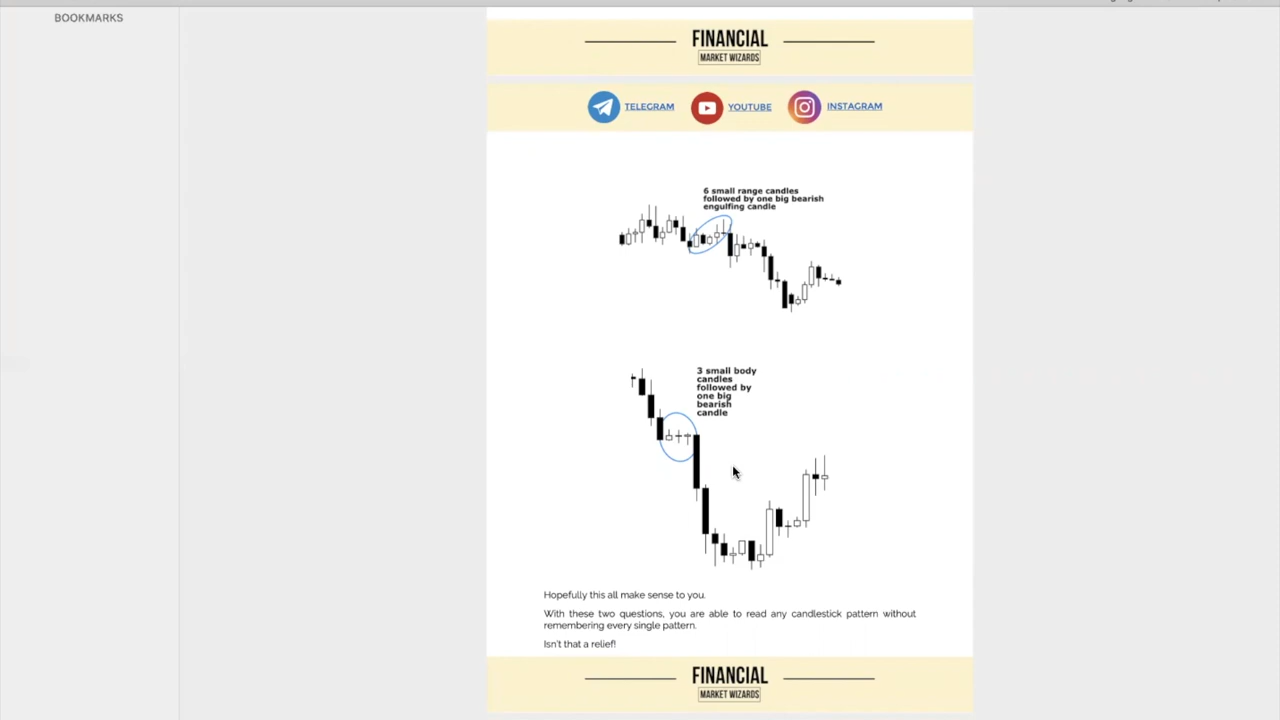 BOOKMARKS
FINANCIAL
MARKET WIZARDS
TELEGRAM
YOUTUBE
INSTAGRAM
6 small range candles
followed by one big bearish
engulfing candle
3 small body
candles
followed by
one big
bearish
candle
Hopefully this all make sense to you.
With these two questions, you are able to read any candlestick pattern without
remembering every single pattern.
Isn't that a relief!
FINANCIAL
MARKET WIZARDS